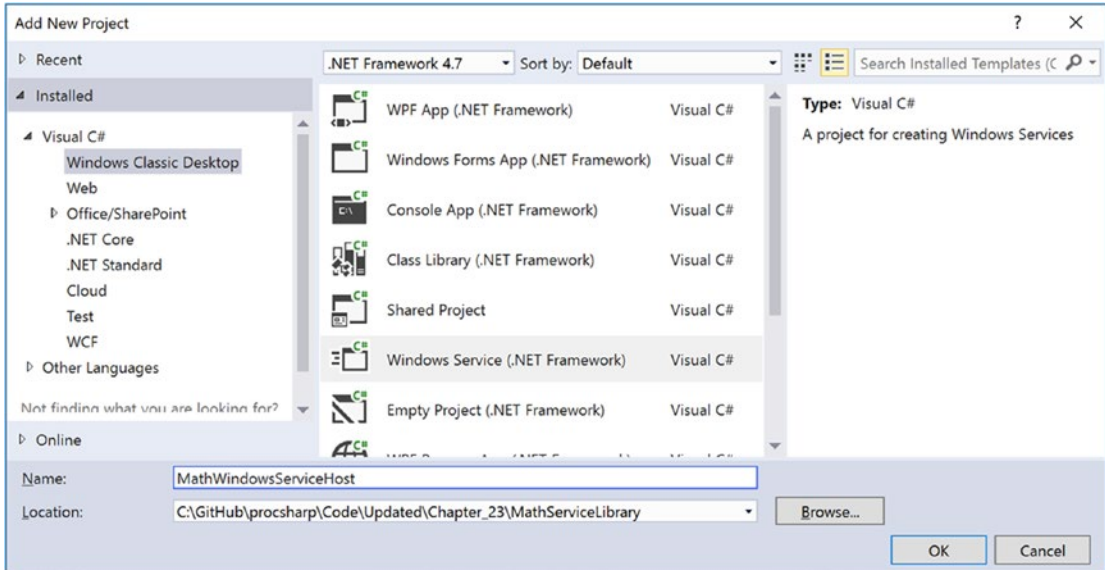 Add New Project
? ×
Recent
Installed
Visual C#
Windows Classic Desktop
Web
Office/SharePoint
.NET Core
.NET Standard
Cloud
Test
WCF
Other Languages
Not finding what you are looking for?
Online
.NET Framework 4.7
Sort by: Default
Search Installed Templates (C
WPF App (.NET Framework) Visual C#
Windows Forms App (.NET Framework) Visual C#
Console App (.NET Framework) Visual C#
Class Library (.NET Framework) Visual C#
Shared Project Visual C#
Windows Service (.NET Framework) Visual C#
Empty Project (.NET Framework) Visual C#
Type: Visual C#
A project for creating Windows Services
Name: MathWindowsServiceHost
Location: C:\GitHub\procsharp\Code\Updated\Chapter_23\MathServiceLibrary
Browse...
OK Cancel